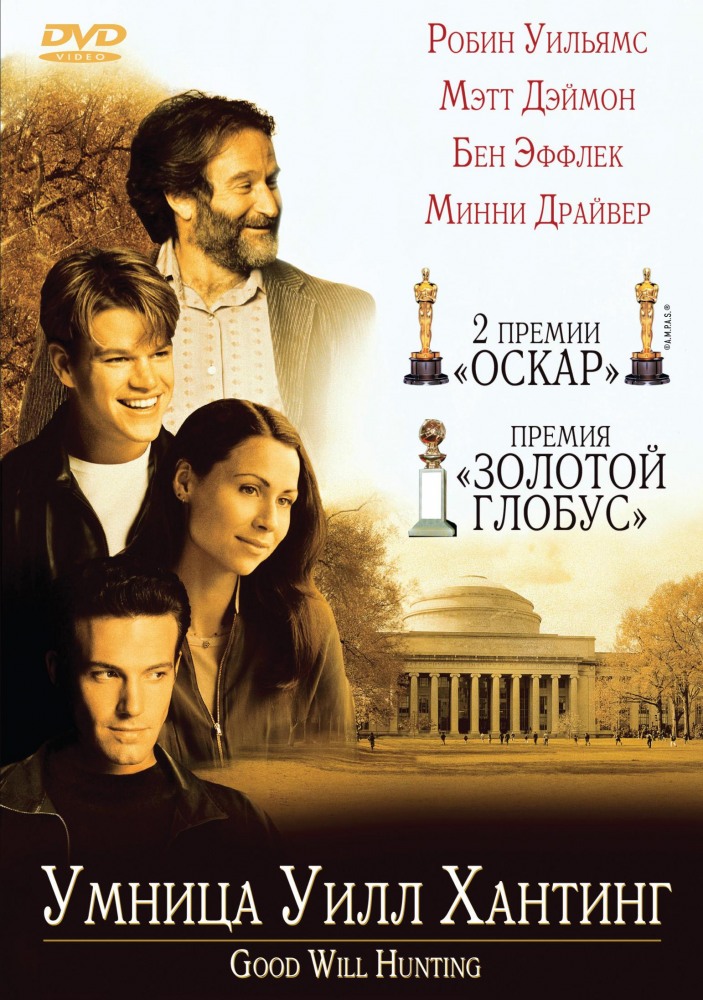 DVD
VIDEO
Робин Уильямс
Мэтт Дэймон
Бен Эффлек
Минни Драйвер
2 ПРЕМИИ
«ОСКАР»
©A.M.P.A.S.®
ПРЕМИЯ
«ЗОЛОТОЙ
ГЛОБУС»
Умница Уилл Хантинг
Good Will Hunting